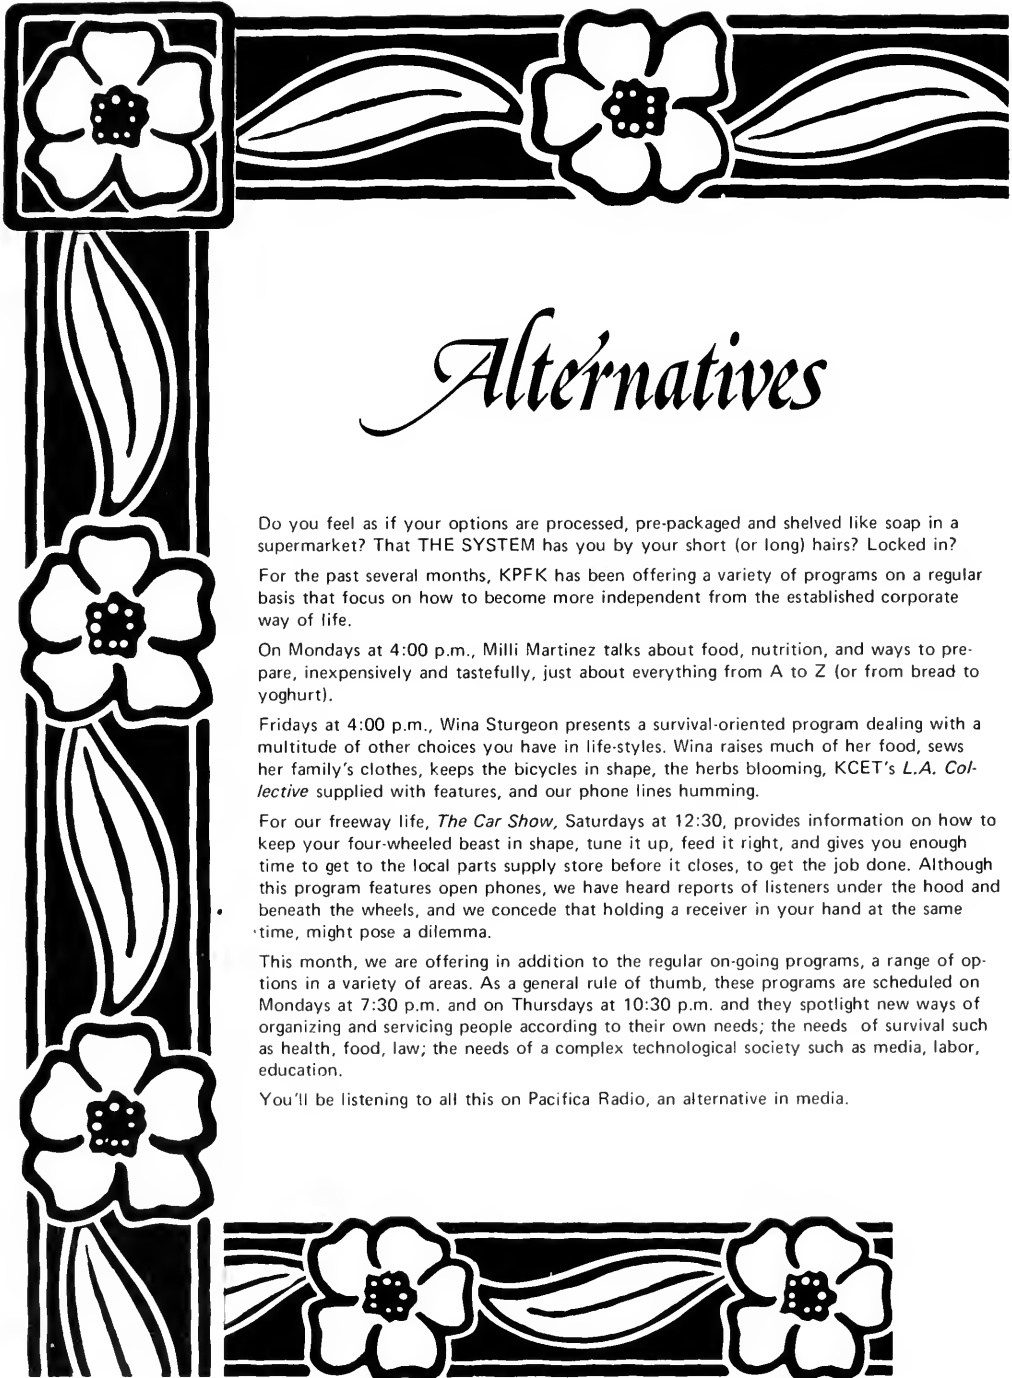 Alternatives
Do you feel as if your options are processed, pre-packaged and shelved like soap in a
supermarket? That THE SYSTEM has you by your short (or long) hairs? Locked in?
For the past several months, KPFK has been offering a variety of programs on a regular
basis that focus on how to become more independent from the established corporate
way of life.
On Mondays at 4:00 p.m., Milli Martinez talks about food, nutrition, and ways to pre-
pare, inexpensively and tastefully, just about everything from A to Z (or from bread to
yoghurt).
Fridays at 4:00 p.m., Wina Sturgeon presents a survival-oriented program dealing with a
multitude of other choices you have in life-styles. Wina raises much of her food, sews
her family's clothes, keeps the bicycles in shape, the herbs blooming, KCET's L.A. Col-
lective supplied with features, and our phone lines humming.
For our freeway life, The Car Show, Saturdays at 12:30, provides information on how to
keep your four-wheeled beast in shape, tune it up, feed it right, and gives you enough
time to get to the local parts supply store before it closes, to get the job done. Although
this program features open phones, we have heard reports of listeners under the hood and
beneath the wheels, and we concede that holding a receiver in your hand at the same
time, might pose a dilemma.
This month, we are offering in addition to the regular on-going programs, a range of op-
tions in a variety of areas. As a general rule of thumb, these programs are scheduled on
Mondays at 7:30 p.m. and on Thursdays at 10:30 p.m. and they spotlight new ways of
organizing and servicing people according to their own needs; the needs of survival such
as health, food, law; the needs of a complex technological society such as media, labor,
education.
You'll be listening to all this on Pacifica Radio, an alternative in media.